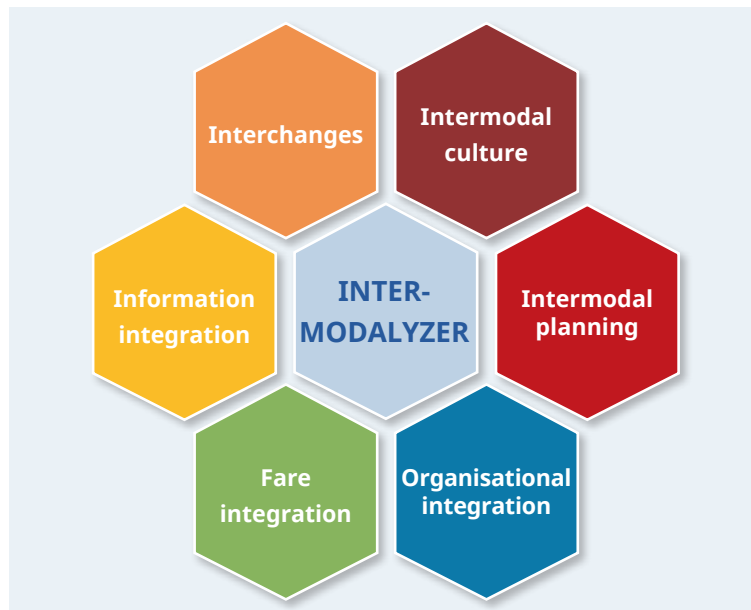 Interchanges
Intermodal
culture
Information
integration
INTER-
MODALYZER
Intermodal
planning
Fare
integration
Organisational
integration